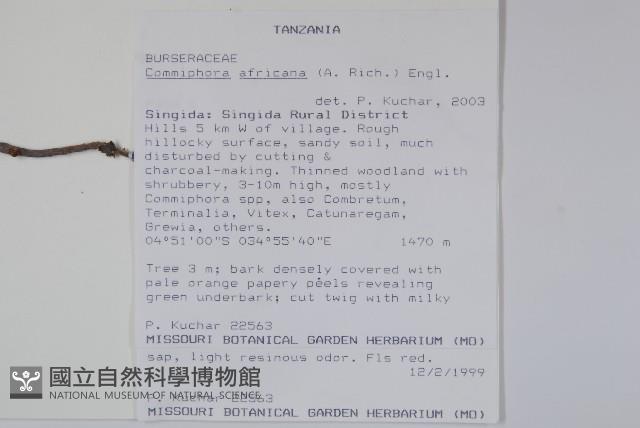 TANZANIA
BURSERACEAE
Commiphora africana (A. Rich.) Engl.
det. P. Kuchar, 2003
Singida: Singida Rural District
Hills 5 km W of village. Rough
hillocky surface, sandy soil, much
disturbed by cutting &
charcoal-making. Thinned woodland with
shrubbery, 3-10m high, mostly
Commiphora spp, also Combretum,
Terminalia, Vitex, Catunaregam,
Grewia, others.
04°51'00"S 034°55'40"E 1470 m
Tree 3 m; bark densely covered with
pale orange papery peels revealing
green underbark; cut twig with milky
P. Kuchar 22563
MISSOURI BOTANICAL GARDEN HERBARIUM (MO)
sap, light resinous odor. Fls red.
12/2/1999
國立自然科學博物館
NATIONAL MUSEUM OF NATURAL SCIENCE
P. Kuchar 22563
MISSOURI BOTANICAL GARDEN HERBARIUM (MO)